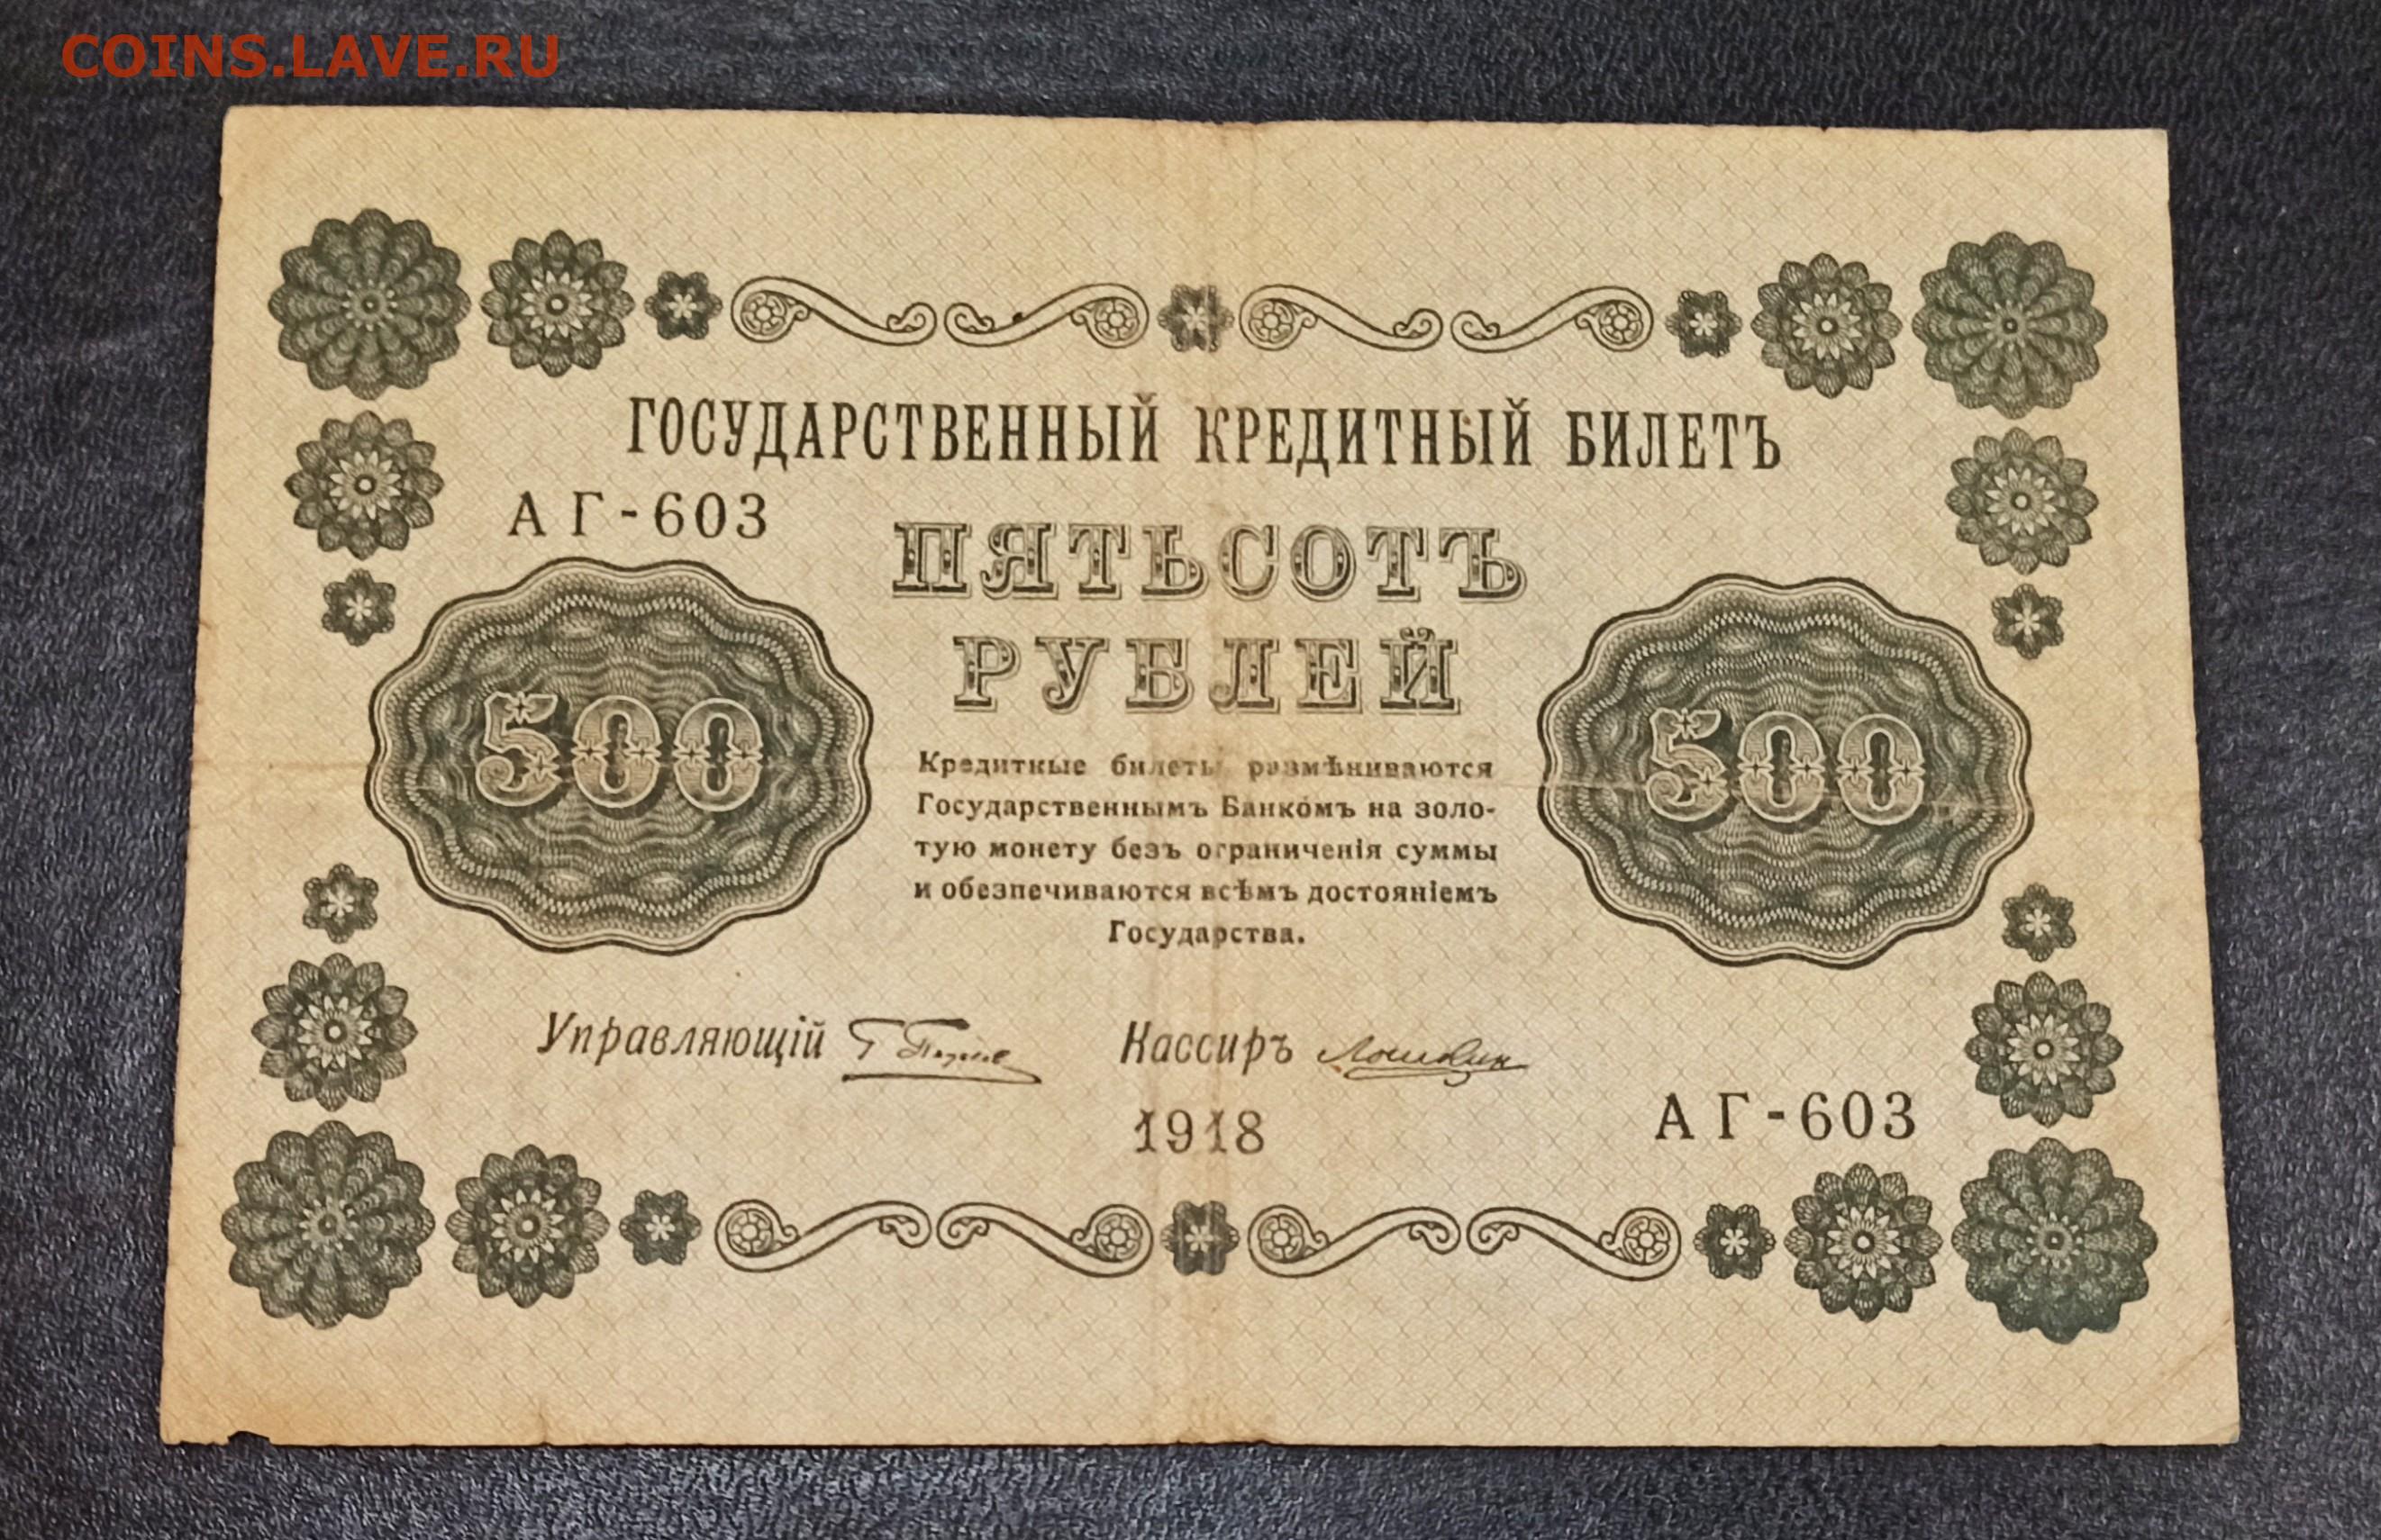 COINS.LAVE.RU
ГОСУДАРСТВЕННЫЙ КРЕДИТНЫЙ БИЛЕТЪ
АГ-603
ПЯТЬСОТЪ
РУБЛЕЙ
500
500
Кредитные билеты размѣниваются
Государственнымъ Банкомъ на золо-
тую монету безъ ограниченія суммы
и обезпечиваются всѣмъ достояніемъ
Государства.
Управляющій
Кассиръ
1918
АГ-603